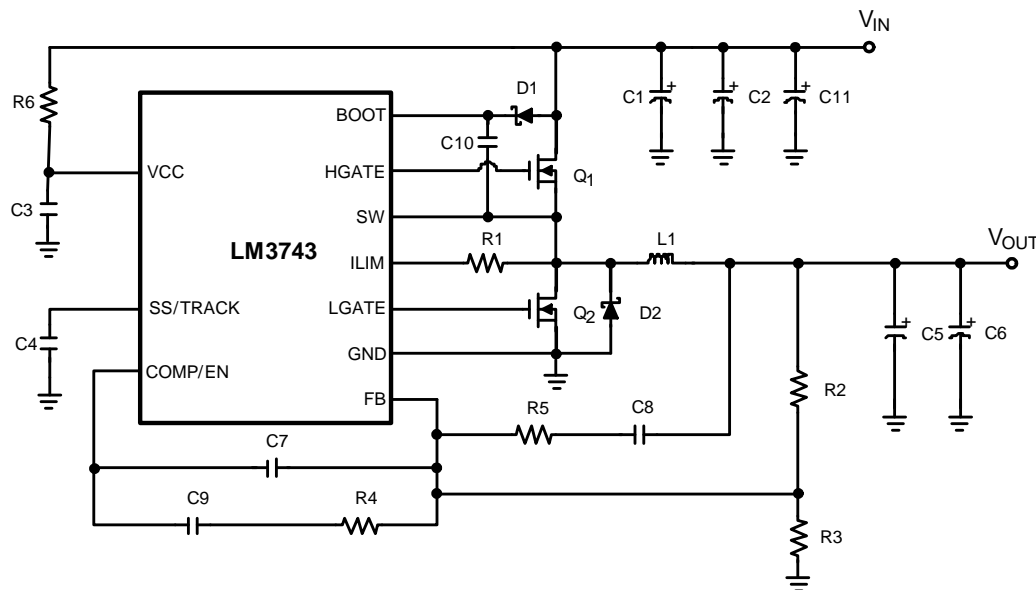 VIN
D1
R6
BOOT
C1
C2
C11
C10
VCC
HGATE
Q1
C3
SW
LM3743
R1
L1
VOUT
ILIM
SS/TRACK
LGATE
Q2
D2
C4
C5
C6
GND
COMP/EN
R2
FB
R5
C8
C7
C9
R4
R3